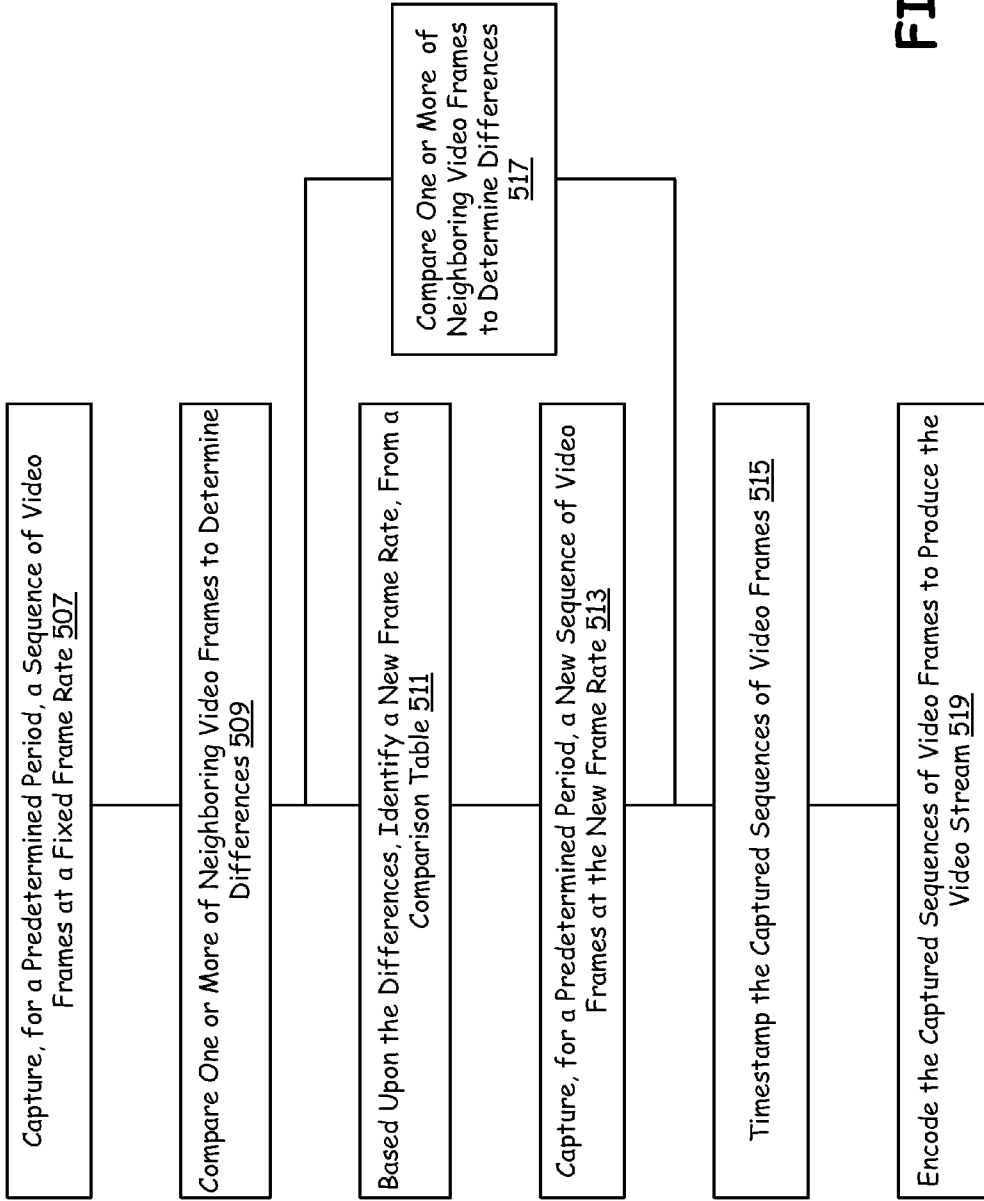 Capture, for a Predetermined Period, a Sequence of Video
Frames at a Fixed Frame Rate 507
Compare One or More of Neighboring Video Frames to Determine
Differences 509
Based Upon the Differences, Identify a New Frame Rate, From a
Comparison Table 511
Capture, for a Predetermined Period, a New Sequence of Video
Frames at the New Frame Rate 513
Timestamp the Captured Sequences of Video Frames 515
Encode the Captured Sequences of Video Frames to Produce the
Video Stream 519
Compare One or More of
Neighboring Video Frames
to Determine Differences
517